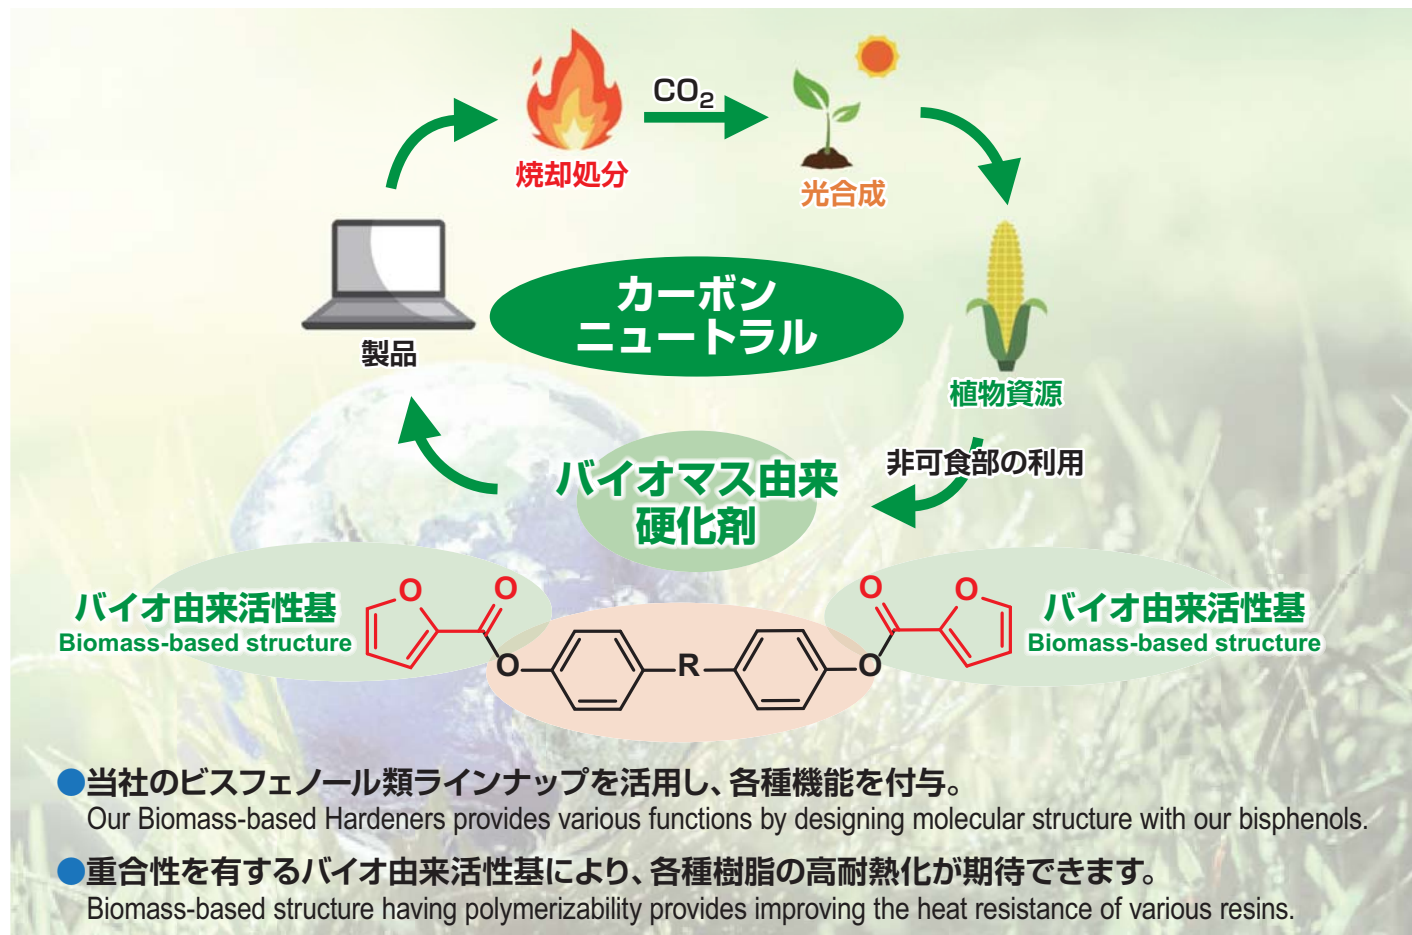 CO₂
焼却処分
光合成
カーボン
ニュートラル
製品
植物資源
非可食部の利用
バイオマス由来
硬化剤
バイオ由来活性基
Biomass-based structure
O
O
O
R
O
O
O
バイオ由来活性基
Biomass-based structure
●当社のビスフェノール類ラインナップを活用し、各種機能を付与。
Our Biomass-based Hardeners provides various functions by designing molecular structure with our bisphenols.
●重合性を有するバイオ由来活性基により、各種樹脂の高耐熱化が期待できます。
Biomass-based structure having polymerizability provides improving the heat resistance of various resins.